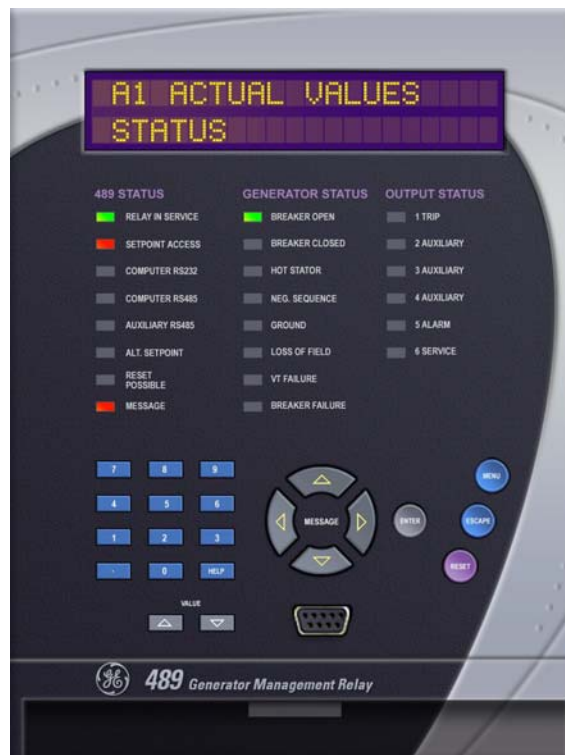 A1 ACTUAL VALUES
STATUS
489 STATUS
RELAY IN SERVICE
SETPOINT ACCESS
COMPUTER RS232
COMPUTER RS485
AUXILIARY RS485
ALT. SETPOINT
RESET
POSSIBLE
MESSAGE
GENERATOR STATUS
BREAKER OPEN
BREAKER CLOSED
HOT STATOR
NEG. SEQUENCE
GROUND
LOSS OF FIELD
VT FAILURE
BREAKER FAILURE
OUTPUT STATUS
1 TRIP
2 AUXILIARY
3 AUXILIARY
4 AUXILIARY
5 ALARM
6 SERVICE
7 8 9
4 5 6
1 2 3
. 0 HELP
VALUE
MESSAGE
ENTER
MENU
ESCAPE
RESET
GE 489 Generator Management Relay